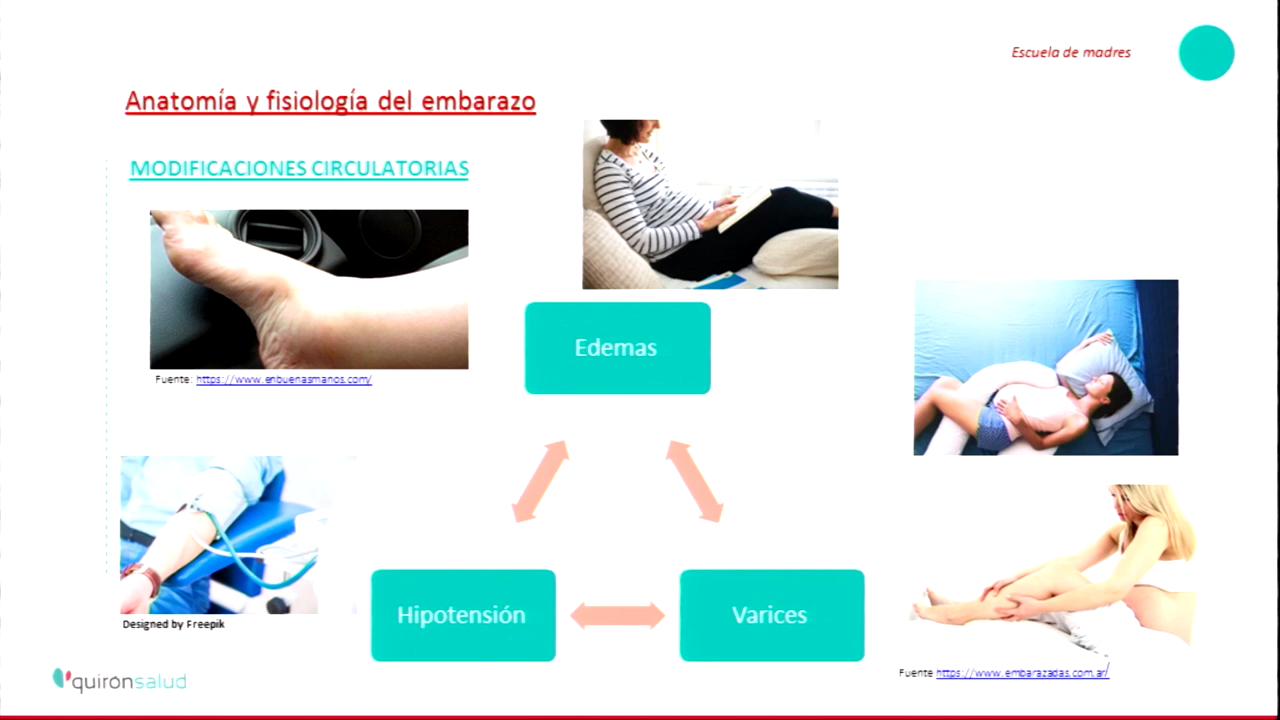 Escuela de madres
Anatomía y fisiología del embarazo
MODIFICACIONES CIRCULATORIAS
Fuente: https://www.enbuenasmanos.com/
Edemas
Hipotensión
Varices
Designed by Freepik
Fuente https://www.embarazadas.com.ar/
quirónsalud